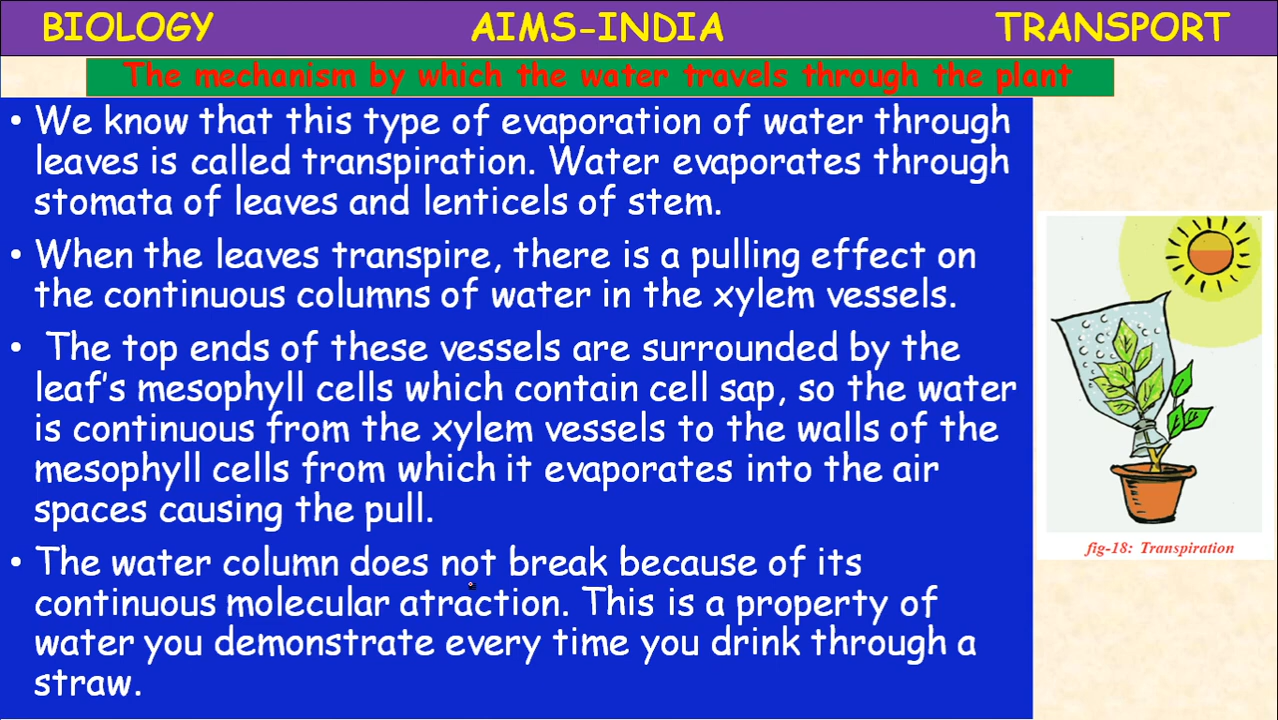 BIOLOGY AIMS-INDIA TRANSPORT
The mechanism by which the water travels through the plant
• We know that this type of evaporation of water through
leaves is called transpiration. Water evaporates through
stomata of leaves and lenticels of stem.
• When the leaves transpire, there is a pulling effect on
the continuous columns of water in the xylem vessels.
• The top ends of these vessels are surrounded by the
leaf's mesophyll cells which contain cell sap, so the water
is continuous from the xylem vessels to the walls of the
mesophyll cells from which it evaporates into the air
spaces causing the pull.
• The water column does not break because of its
continuous molecular atraction. This is a property of
water you demonstrate every time you drink through a
straw.
fig-18: Transpiration